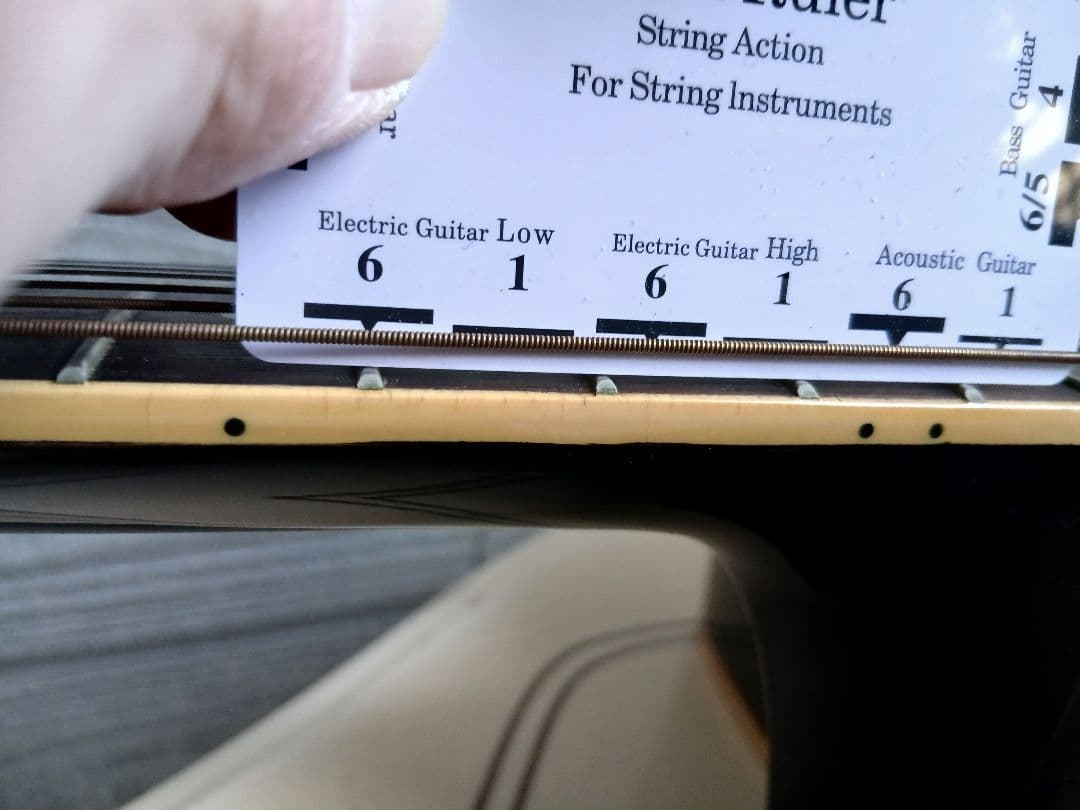 String Action
For String Instruments
Bass Guitar
4
6/5
Electric Guitar Low
6 1
Electric Guitar High
6 1
Acoustic Guitar
6 1